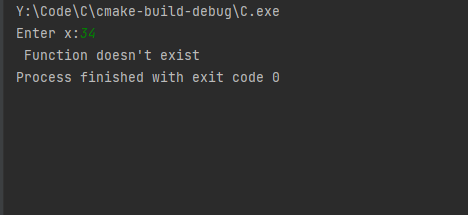 Y:\Code\C\cmake-build-debug\C.exe
Enter x:34
Function doesn't exist
Process finished with exit code 0